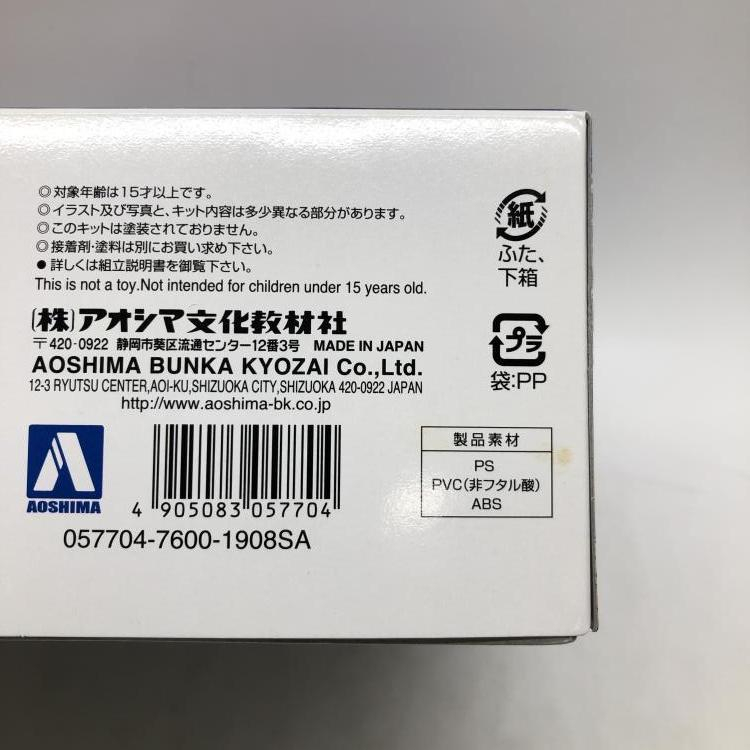 ◎対象年齢は15才以上です。
◎イラスト及び写真と、キット内容は多少異なる部分があります。
◎このキットは塗装されておりません。
◎接着剤・塗料は別にお買い求め下さい。
●詳しくは組立説明書を御覧下さい。
This is not a toy.Not intended for children under 15 years old.
(株)アオシマ文化教材社
〒420-0922 静岡市葵区流通センター12番3号 MADE IN JAPAN
AOSHIMA BUNKA KYOZAI Co.,Ltd.
12-3 RYUTSU CENTER,AOI-KU,SHIZUOKA CITY,SHIZUOKA 420-0922 JAPAN
http://www.aoshima-bk.co.jp
AOSHIMA
4 905083 057704
057704-7600-1908SA
紙
ふた、
下箱
プラ
袋:PP
製品素材
PS
PVC(非フタル酸)
ABS